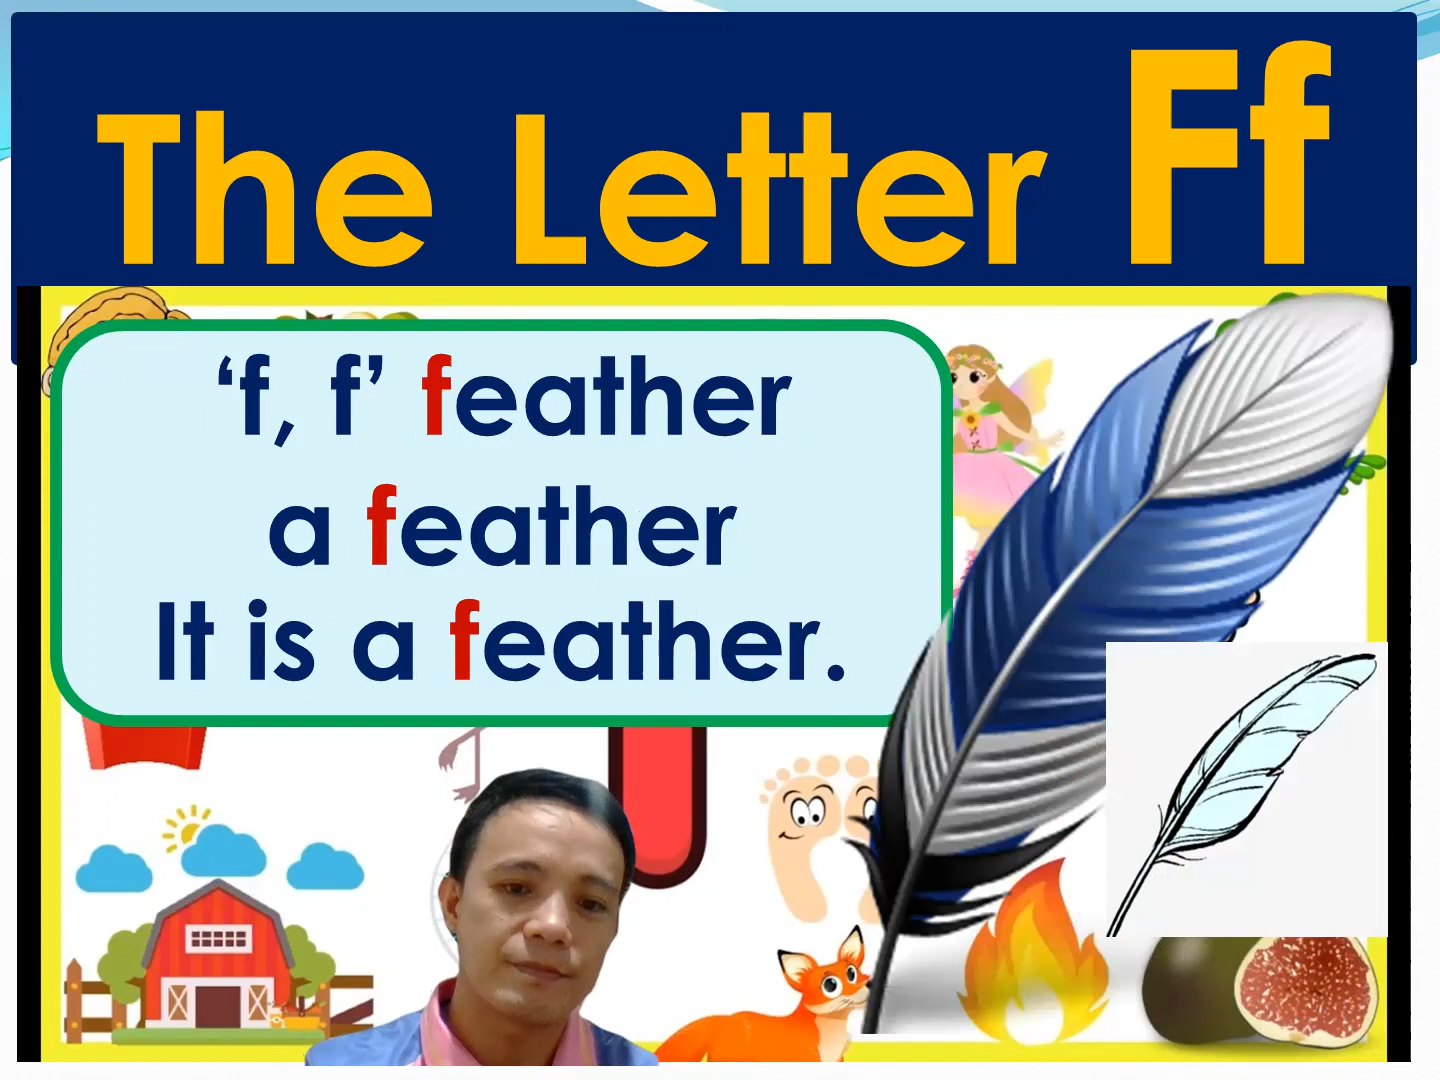 The Letter Ff
‘f, f’ feather
a feather
It is a feather.